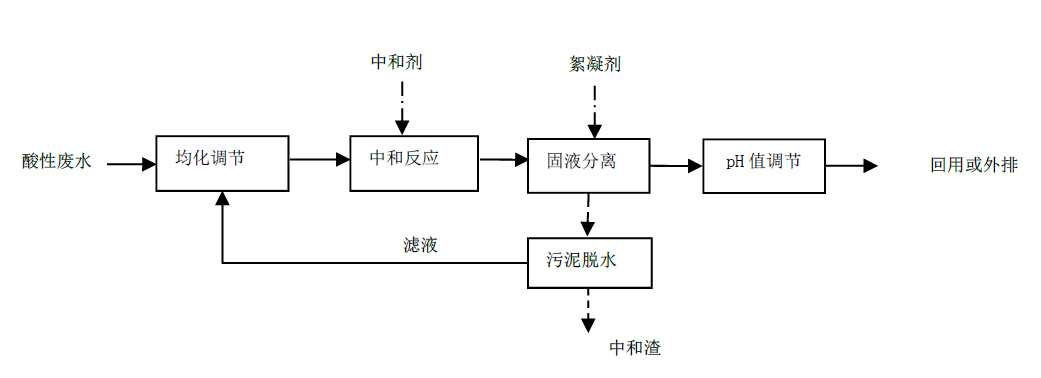 中和剂
絮凝剂
酸性废水
均化调节
中和反应
固液分离
pH 值调节
回用或外排
滤液
污泥脱水
中和渣